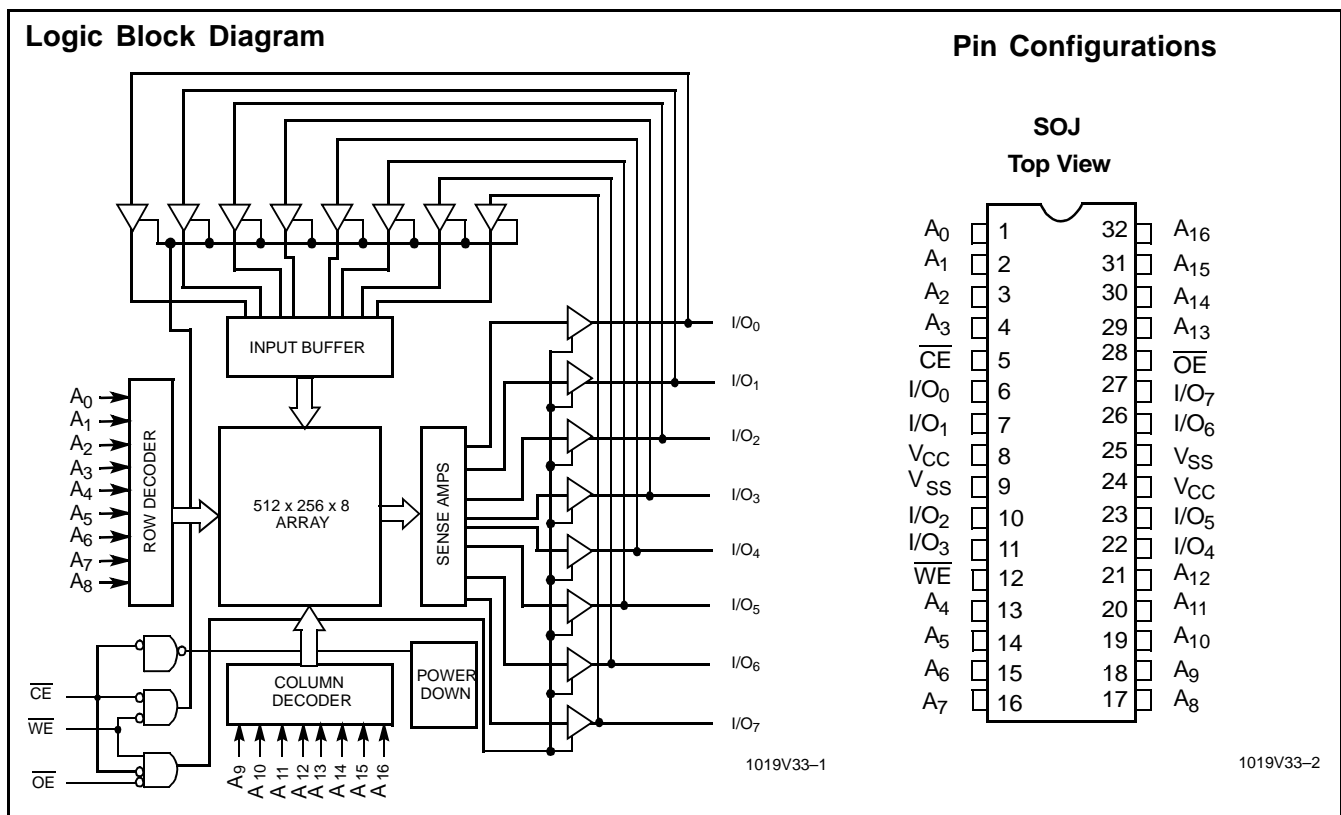 Logic Block Diagram
INPUT BUFFER
A0
A1
A2
A3
A4
A5
A6
A7
A8
ROW DECODER
512 x 256 x 8
ARRAY
SENSE AMPS
I/O0
I/O1
I/O2
I/O3
I/O4
I/O5
I/O6
I/O7
COLUMN
DECODER
POWER
DOWN
CE
WE
OE
A9
A10
A11
A12
A13
A14
A15
A16
1019V33–1
Pin Configurations
SOJ
Top View
A0 1 32 A16
A1 2 31 A15
A2 3 30 A14
A3 4 29 A13
CE 5 28 OE
I/O0 6 27 I/O7
I/O1 7 26 I/O6
VCC 8 25 VSS
VSS 9 24 VCC
I/O2 10 23 I/O5
I/O3 11 22 I/O4
WE 12 21 A12
A4 13 20 A11
A5 14 19 A10
A6 15 18 A9
A7 16 17 A8
1019V33–2